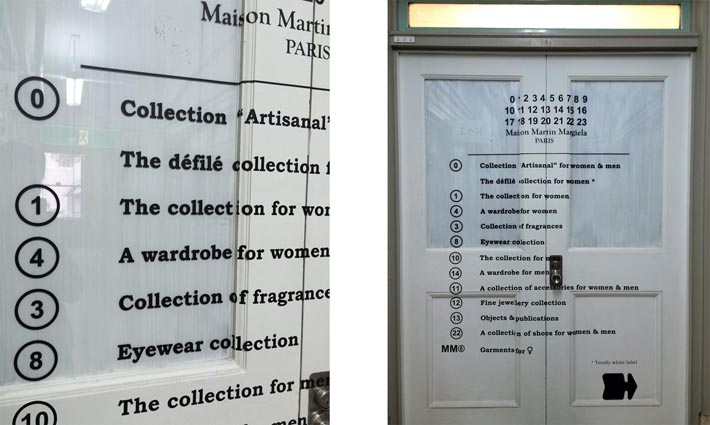 Maison Martin
PARIS
0 Collection "Artisanal"
The défilé collection f
1 The collection for wom
4 A wardrobe for women
3 Collection of fragrance
8 Eyewear collection
10 The collection for men
men
0 1 2 3 4 5 6 7 8 9
10 11 12 13 14 15 16
17 18 19 20 21 22 23
Maison Martin Margiela
PARIS
0 Collection "Artisanal" for women & men
The défilé collection for women *
1 The collection for women
4 A wardrobe for women
3 Collection of fragrances
8 Eyewear collection
10 The collection for m
14 A wardrobe for men
11 A collection of accessories for women & men
12 Fine jewelery collection
13 Objects & publications
22 A collection of shoes for women & men
MM6 Garments for ♀
* Totally white label